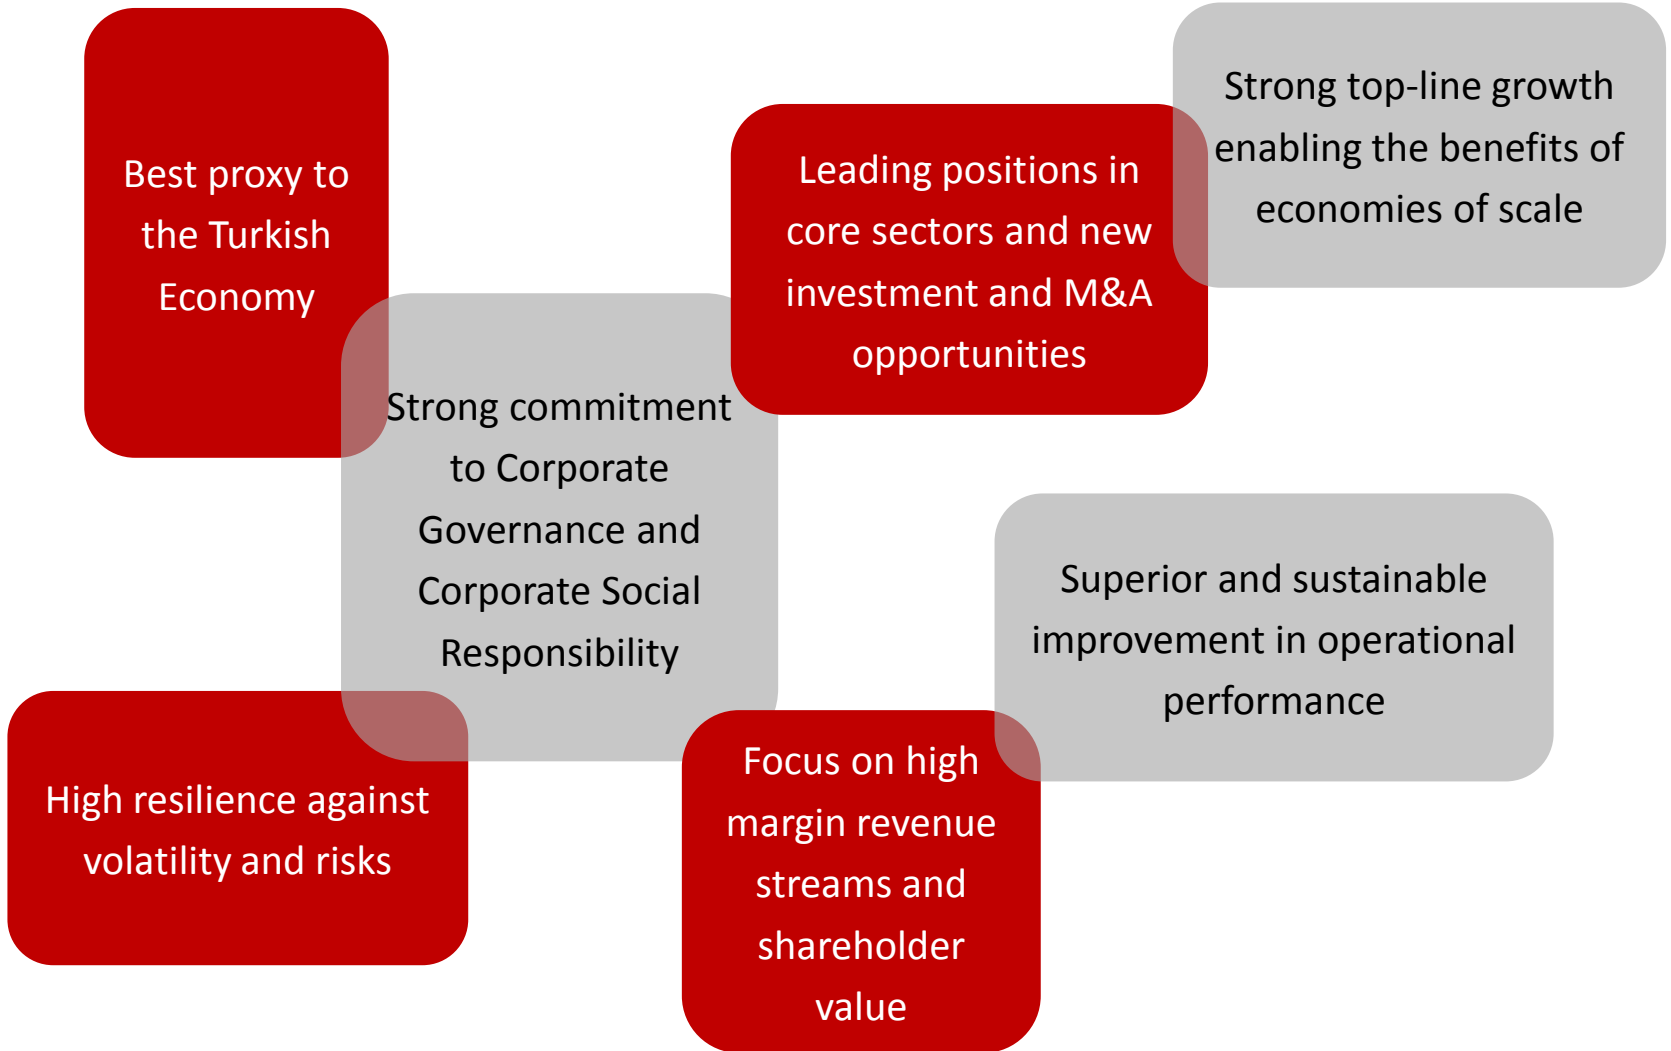 Best proxy to
the Turkish
Economy
Leading positions in
core sectors and new
investment and M&A
opportunities
Strong top-line growth
enabling the benefits of
economies of scale
Strong commitment
to Corporate
Governance and
Corporate Social
Responsibility
Superior and sustainable
improvement in operational
performance
High resilience against
volatility and risks
Focus on high
margin revenue
streams and
shareholder
value